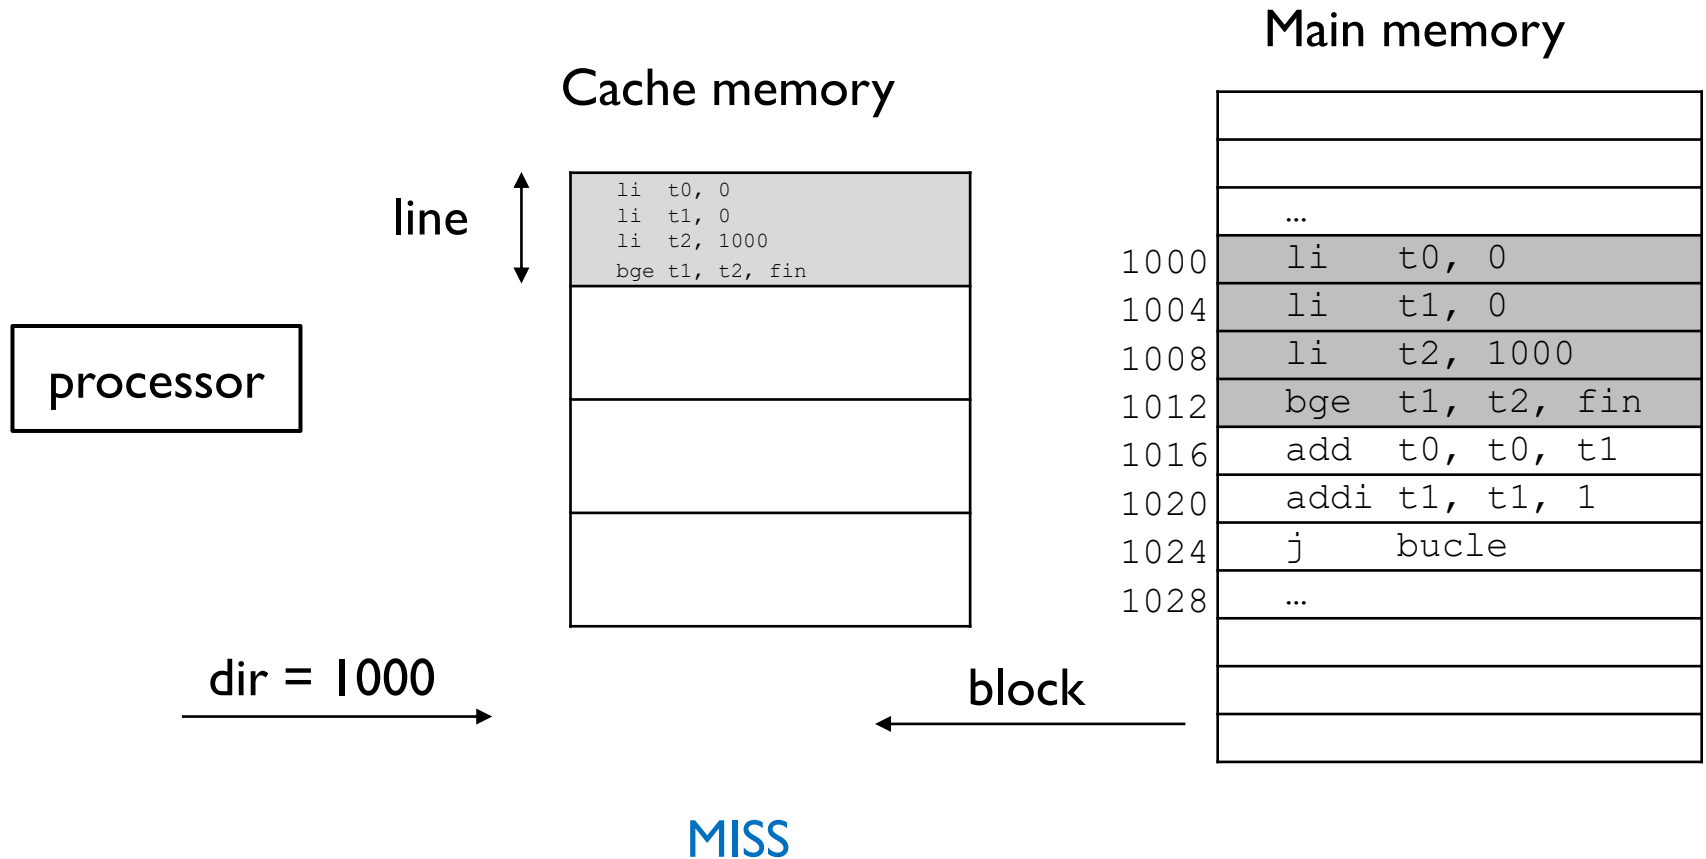 Main memory
Cache memory
line
li t0, 0
li t1, 0
li t2, 1000
bge t1, t2, fin
processor
…
1000 li t0, 0
1004 li t1, 0
1008 li t2, 1000
1012 bge t1, t2, fin
1016 add t0, t0, t1
1020 addi t1, t1, 1
1024 j bucle
1028 …
dir = 1000
block
MISS